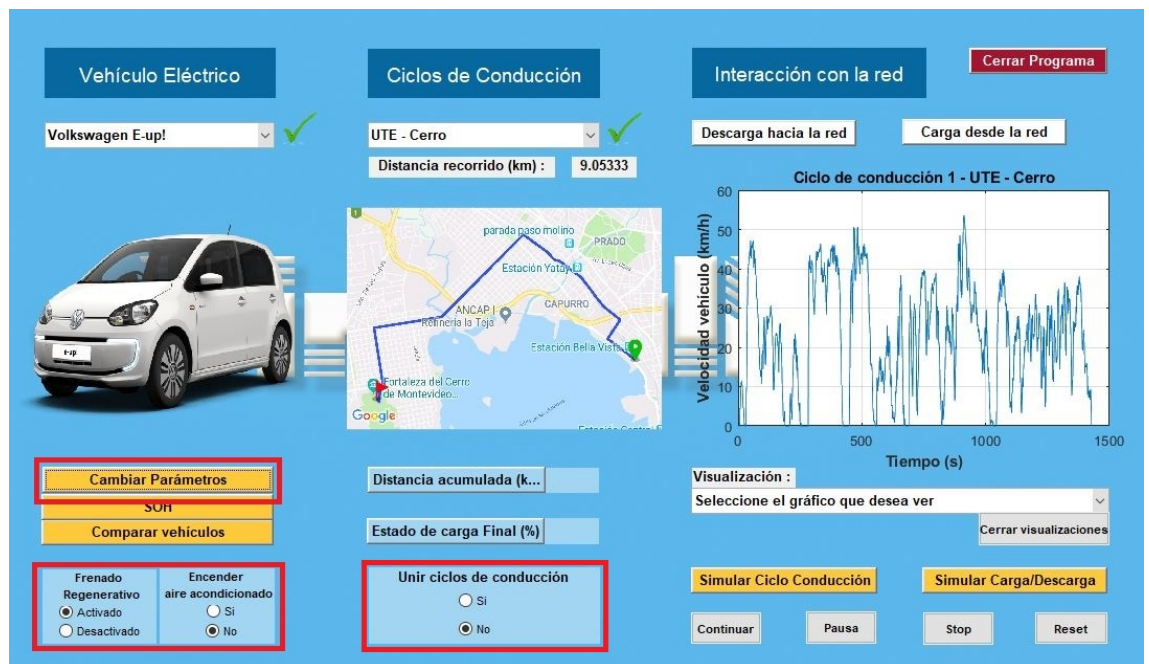 Vehículo Eléctrico
Ciclos de Conducción
Interacción con la red
Cerrar Programa
Volkswagen E-up!
UTE - Cerro
Distancia recorrido (km) :
9.05333
Descarga hacia la red
Carga desde la red
Ciclo de conducción 1 - UTE - Cerro
60
50
40
30
20
10
0
Velocidad vehículo (km/h)
0
500
1000
1500
Tiempo (s)
parada paso molino
PRADO
Estación Yatay
ANCAP
Refinería la Teja
CAPURRO
Estación Bella Vista
Fortaleza del Cerro
de Montevideo...
Google
Estación Central
e-up!
Cambiar Parámetros
SOH
Comparar vehículos
Distancia acumulada (k...
Estado de carga Final (%)
Visualización :
Seleccione el gráfico que desea ver
Cerrar visualizaciones
Frenado
Regenerativo
Activado
Desactivado
Encender
aire acondicionado
Si
No
Unir ciclos de conducción
Si
No
Simular Ciclo Conducción
Simular Carga/Descarga
Continuar
Pausa
Stop
Reset